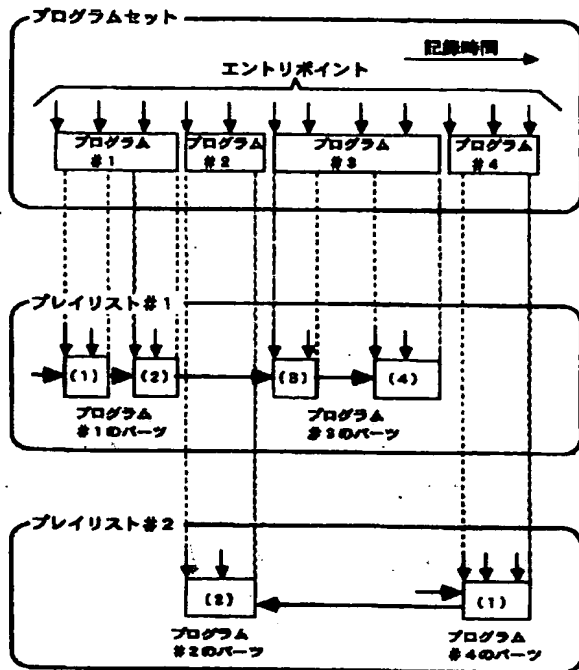 プログラムセット
記録時間
エントリポイント
プログラム
#1
プログラム
#2
プログラム
#3
プログラム
#4
プレイリスト#1
(1)
(2)
(3)
(4)
プログラム
#1のパーツ
プログラム
#3のパーツ
プレイリスト#2
(2)
(1)
プログラム
#2のパーツ
プログラム
#4のパーツ